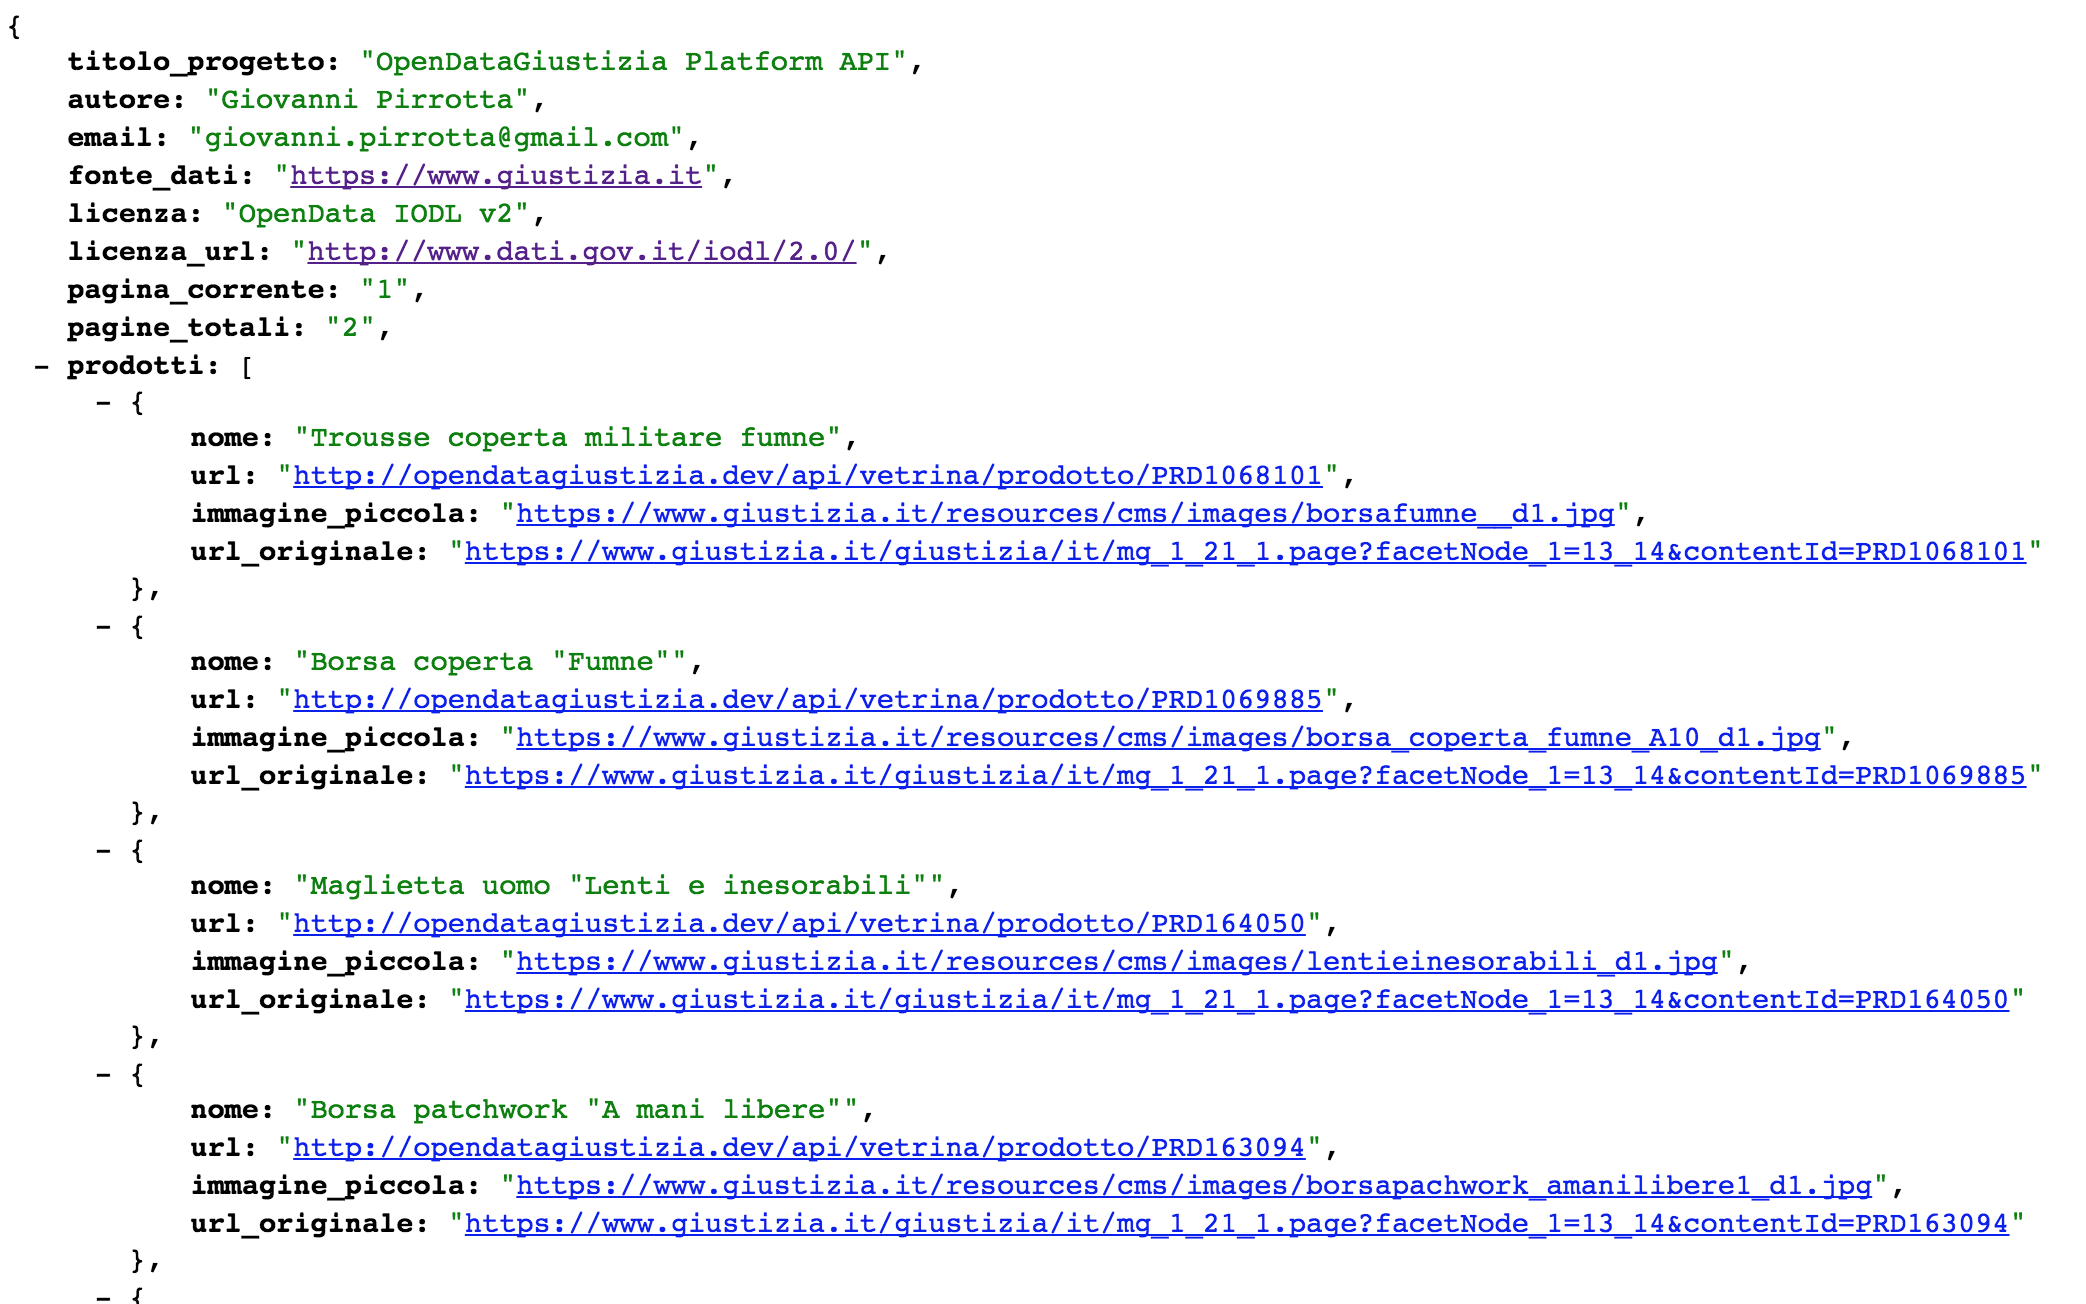 {
titolo_progetto: "OpenDataGiustizia Platform API",
autore: "Giovanni Pirrotta",
email: "giovanni.pirrotta@gmail.com",
fonte_dati: "https://www.giustizia.it",
licenza: "OpenData IODL v2",
licenza_url: "http://www.dati.gov.it/iodl/2.0/",
pagina_corrente: "1",
pagine_totali: "2",
- prodotti: [
- {
nome: "Trousse coperta militare fumne",
url: "http://opendatagiustizia.dev/api/vetrina/prodotto/PRD1068101",
immagine_piccola: "https://www.giustizia.it/resources/cms/images/borsafumne__d1.jpg",
url_originale: "https://www.giustizia.it/giustizia/it/mg_1_21_1.page?facetNode_1=13_14&contentId=PRD1068101"
},
- {
nome: "Borsa coperta "Fumne"",
url: "http://opendatagiustizia.dev/api/vetrina/prodotto/PRD1069885",
immagine_piccola: "https://www.giustizia.it/resources/cms/images/borsa_coperta_fumne_A10_d1.jpg",
url_originale: "https://www.giustizia.it/giustizia/it/mg_1_21_1.page?facetNode_1=13_14&contentId=PRD1069885"
},
- {
nome: "Maglietta uomo "Lenti e inesorabili"",
url: "http://opendatagiustizia.dev/api/vetrina/prodotto/PRD164050",
immagine_piccola: "https://www.giustizia.it/resources/cms/images/lentieinesorabili_d1.jpg",
url_originale: "https://www.giustizia.it/giustizia/it/mg_1_21_1.page?facetNode_1=13_14&contentId=PRD164050"
},
- {
nome: "Borsa patchwork "A mani libere"",
url: "http://opendatagiustizia.dev/api/vetrina/prodotto/PRD163094",
immagine_piccola: "https://www.giustizia.it/resources/cms/images/borsapachwork_amanilibere1_d1.jpg",
url_originale: "https://www.giustizia.it/giustizia/it/mg_1_21_1.page?facetNode_1=13_14&contentId=PRD163094"
},
- {